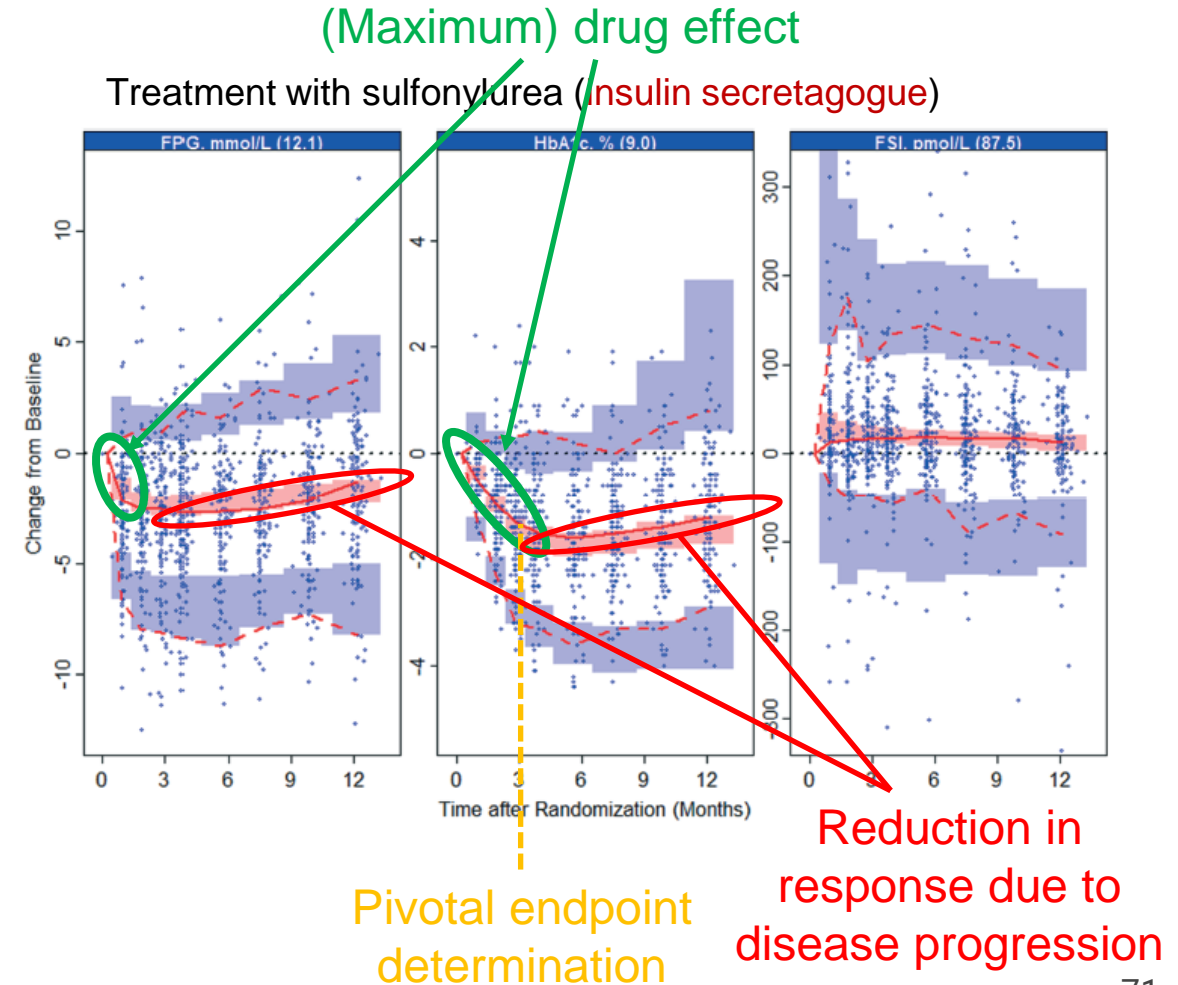 (Maximum) drug effect
Treatment with sulfonylurea (insulin secretagogue)
FPG, mmol/L (12.1)
HbA1c, % (9.0)
FSI, pmol/L (87.5)
Change from Baseline
10
5
0
-5
-10
4
2
0
-2
-4
300
200
100
0
-100
-200
-300
0 3 6 9 12
0 3 6 9 12
0 3 6 9 12
Time after Randomization (Months)
Pivotal endpoint
determination
Reduction in
response due to
disease progression
71